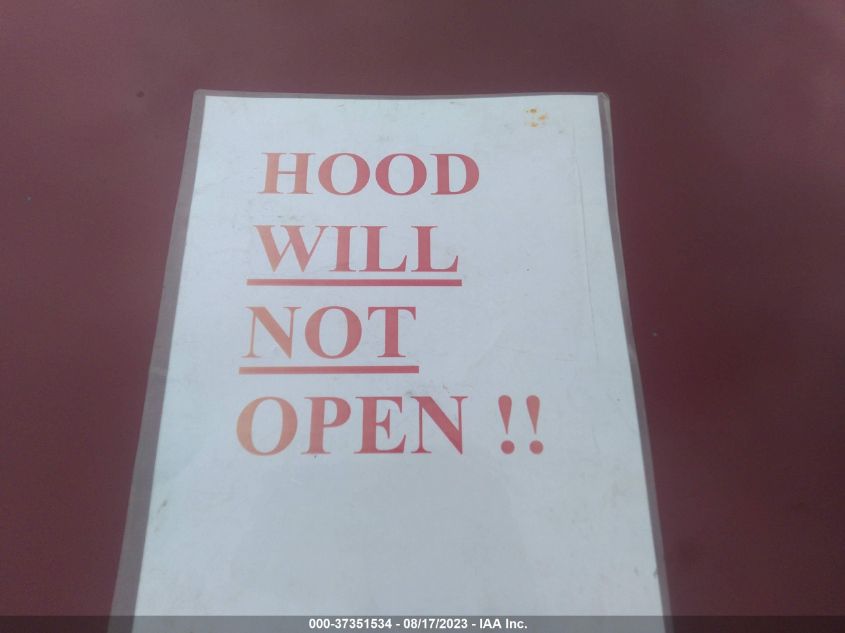 HOOD
WILL
NOT
OPEN !!
000-37351534 - 08/17/2023 - IAA Inc.